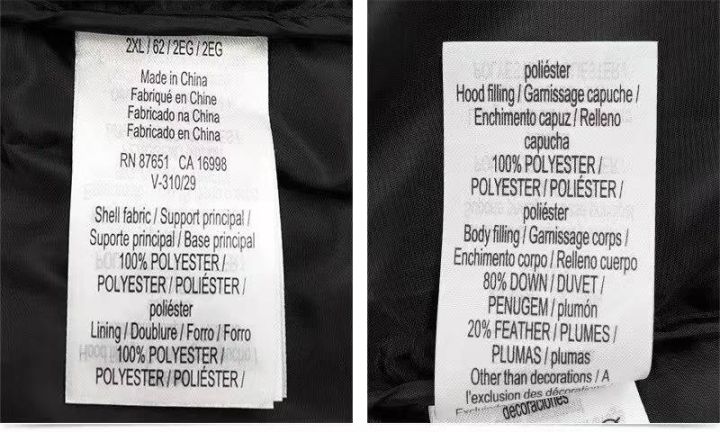 2XL / 62 / 2EG / 2EG
Made in China
Fabriqué en Chine
Fabricado na China
Fabricado en China
RN 87651 CA 16998
V-310/29
Shell fabric / Support principal /
Suporte principal / Base principal
100% POLYESTER /
POLYESTER / POLIÉSTER /
poliéster
Lining / Doublure / Forro / Forro
100% POLYESTER /
POLYESTER / POLIÉSTER /
poliéster
Hood filling / Garnissage capuche /
Enchimento capuz / Relleno
capucha
100% POLYESTER /
POLYESTER / POLIÉSTER /
poliéster
Body filling / Garnissage corps /
Enchimento corpo / Relleno cuerpo
80% DOWN / DUVET /
PENUGEM / plumón
20% FEATHER / PLUMES /
PLUMAS / plumas
Other than decorations / A
l'exclusion des décorations
decoraciones